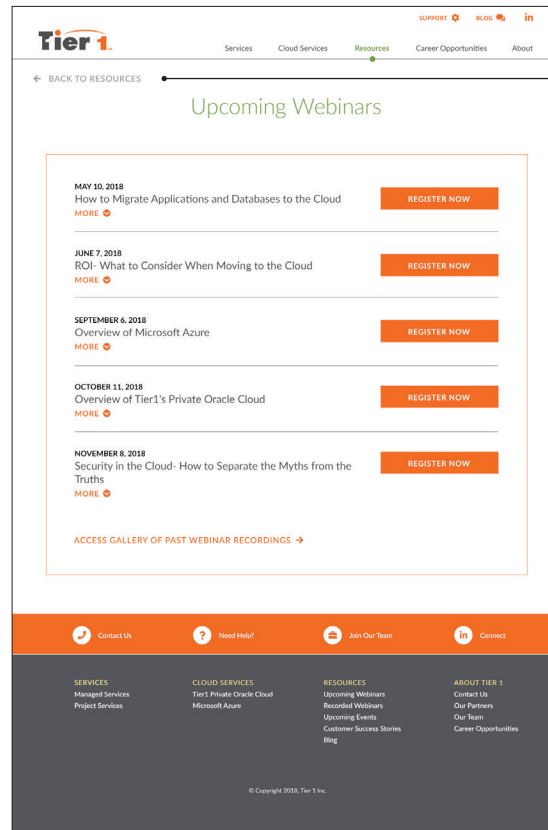 SUPPORT BLOG in
Tier 1
Services Cloud Services Resources Career Opportunities About
BACK TO RESOURCES
Upcoming Webinars
MAY 10, 2018
How to Migrate Applications and Databases to the Cloud
MORE
REGISTER NOW
JUNE 7, 2018
ROI- What to Consider When Moving to the Cloud
MORE
REGISTER NOW
SEPTEMBER 6, 2018
Overview of Microsoft Azure
MORE
REGISTER NOW
OCTOBER 11, 2018
Overview of Tier1's Private Oracle Cloud
MORE
REGISTER NOW
NOVEMBER 8, 2018
Security in the Cloud- How to Separate the Myths from the
Truths
MORE
REGISTER NOW
ACCESS GALLERY OF PAST WEBINAR RECORDINGS
Contact Us
? Need Help?
Join Our Team
in Connect
SERVICES
Managed Services
Project Services
CLOUD SERVICES
Tier1 Private Oracle Cloud
Microsoft Azure
RESOURCES
Upcoming Webinars
Recorded Webinars
Upcoming Events
Customer Success Stories
Blog
ABOUT TIER 1
Contact Us
Our Partners
Our Team
Career Opportunities
© Copyright 2018, Tier 1 Inc.